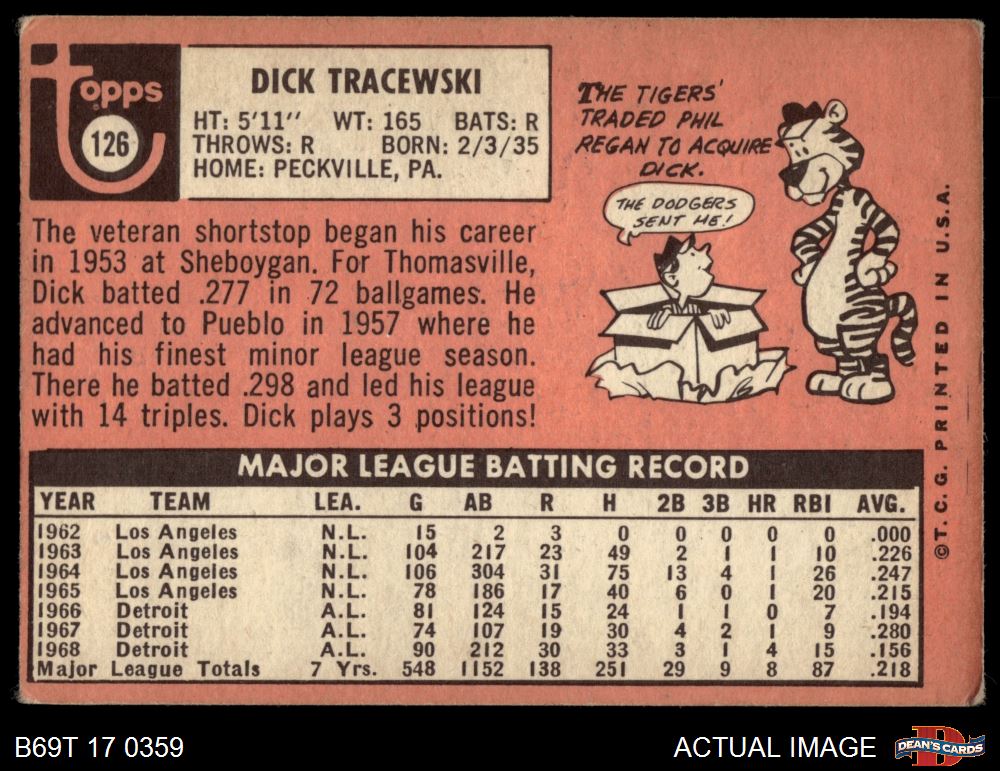 Topps
©
126
DICK TRACEWSKI
HT: 5'11" WT: 165 BATS: R
THROWS: R BORN: 2/3/35
HOME: PECKVILLE, PA.
The veteran shortstop began his career
in 1953 at Sheboygan. For Thomasville,
Dick batted .277 in 72 ballgames. He
advanced to Pueblo in 1957 where he
had his finest minor league season.
There he batted .298 and led his league
with 14 triples. Dick plays 3 positions!
THE TIGERS'
TRADED PHIL
REGAN TO ACQUIRE
DICK.
THE DODGERS
SENT ME!
©T.C.G. PRINTED IN U.S.A.
MAJOR LEAGUE BATTING RECORD
YEAR TEAM LEA. G AB R H 2B 3B HR RBI AVG.
1962 Los Angeles N.L. 15 2 3 0 0 0 0 0 .000
1963 Los Angeles N.L. 104 217 23 49 2 1 1 10 .226
1964 Los Angeles N.L. 106 304 31 75 13 4 1 26 .247
1965 Los Angeles N.L. 78 186 17 40 6 0 1 20 .215
1966 Detroit A.L. 81 124 15 24 1 1 0 7 .194
1967 Detroit A.L. 74 107 19 30 4 2 1 9 .280
1968 Detroit A.L. 90 212 30 33 3 1 4 15 .156
Major League Totals 7 Yrs. 548 1152 138 251 29 9 8 87 .218
B69T 17 0359
ACTUAL IMAGE
D
DEAN'S CARDS